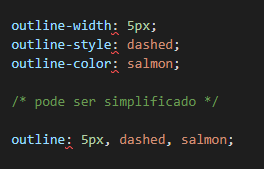 outline-width: 5px;
outline-style: dashed;
outline-color: salmon;
/* pode ser simplificado */
outline: 5px, dashed, salmon;